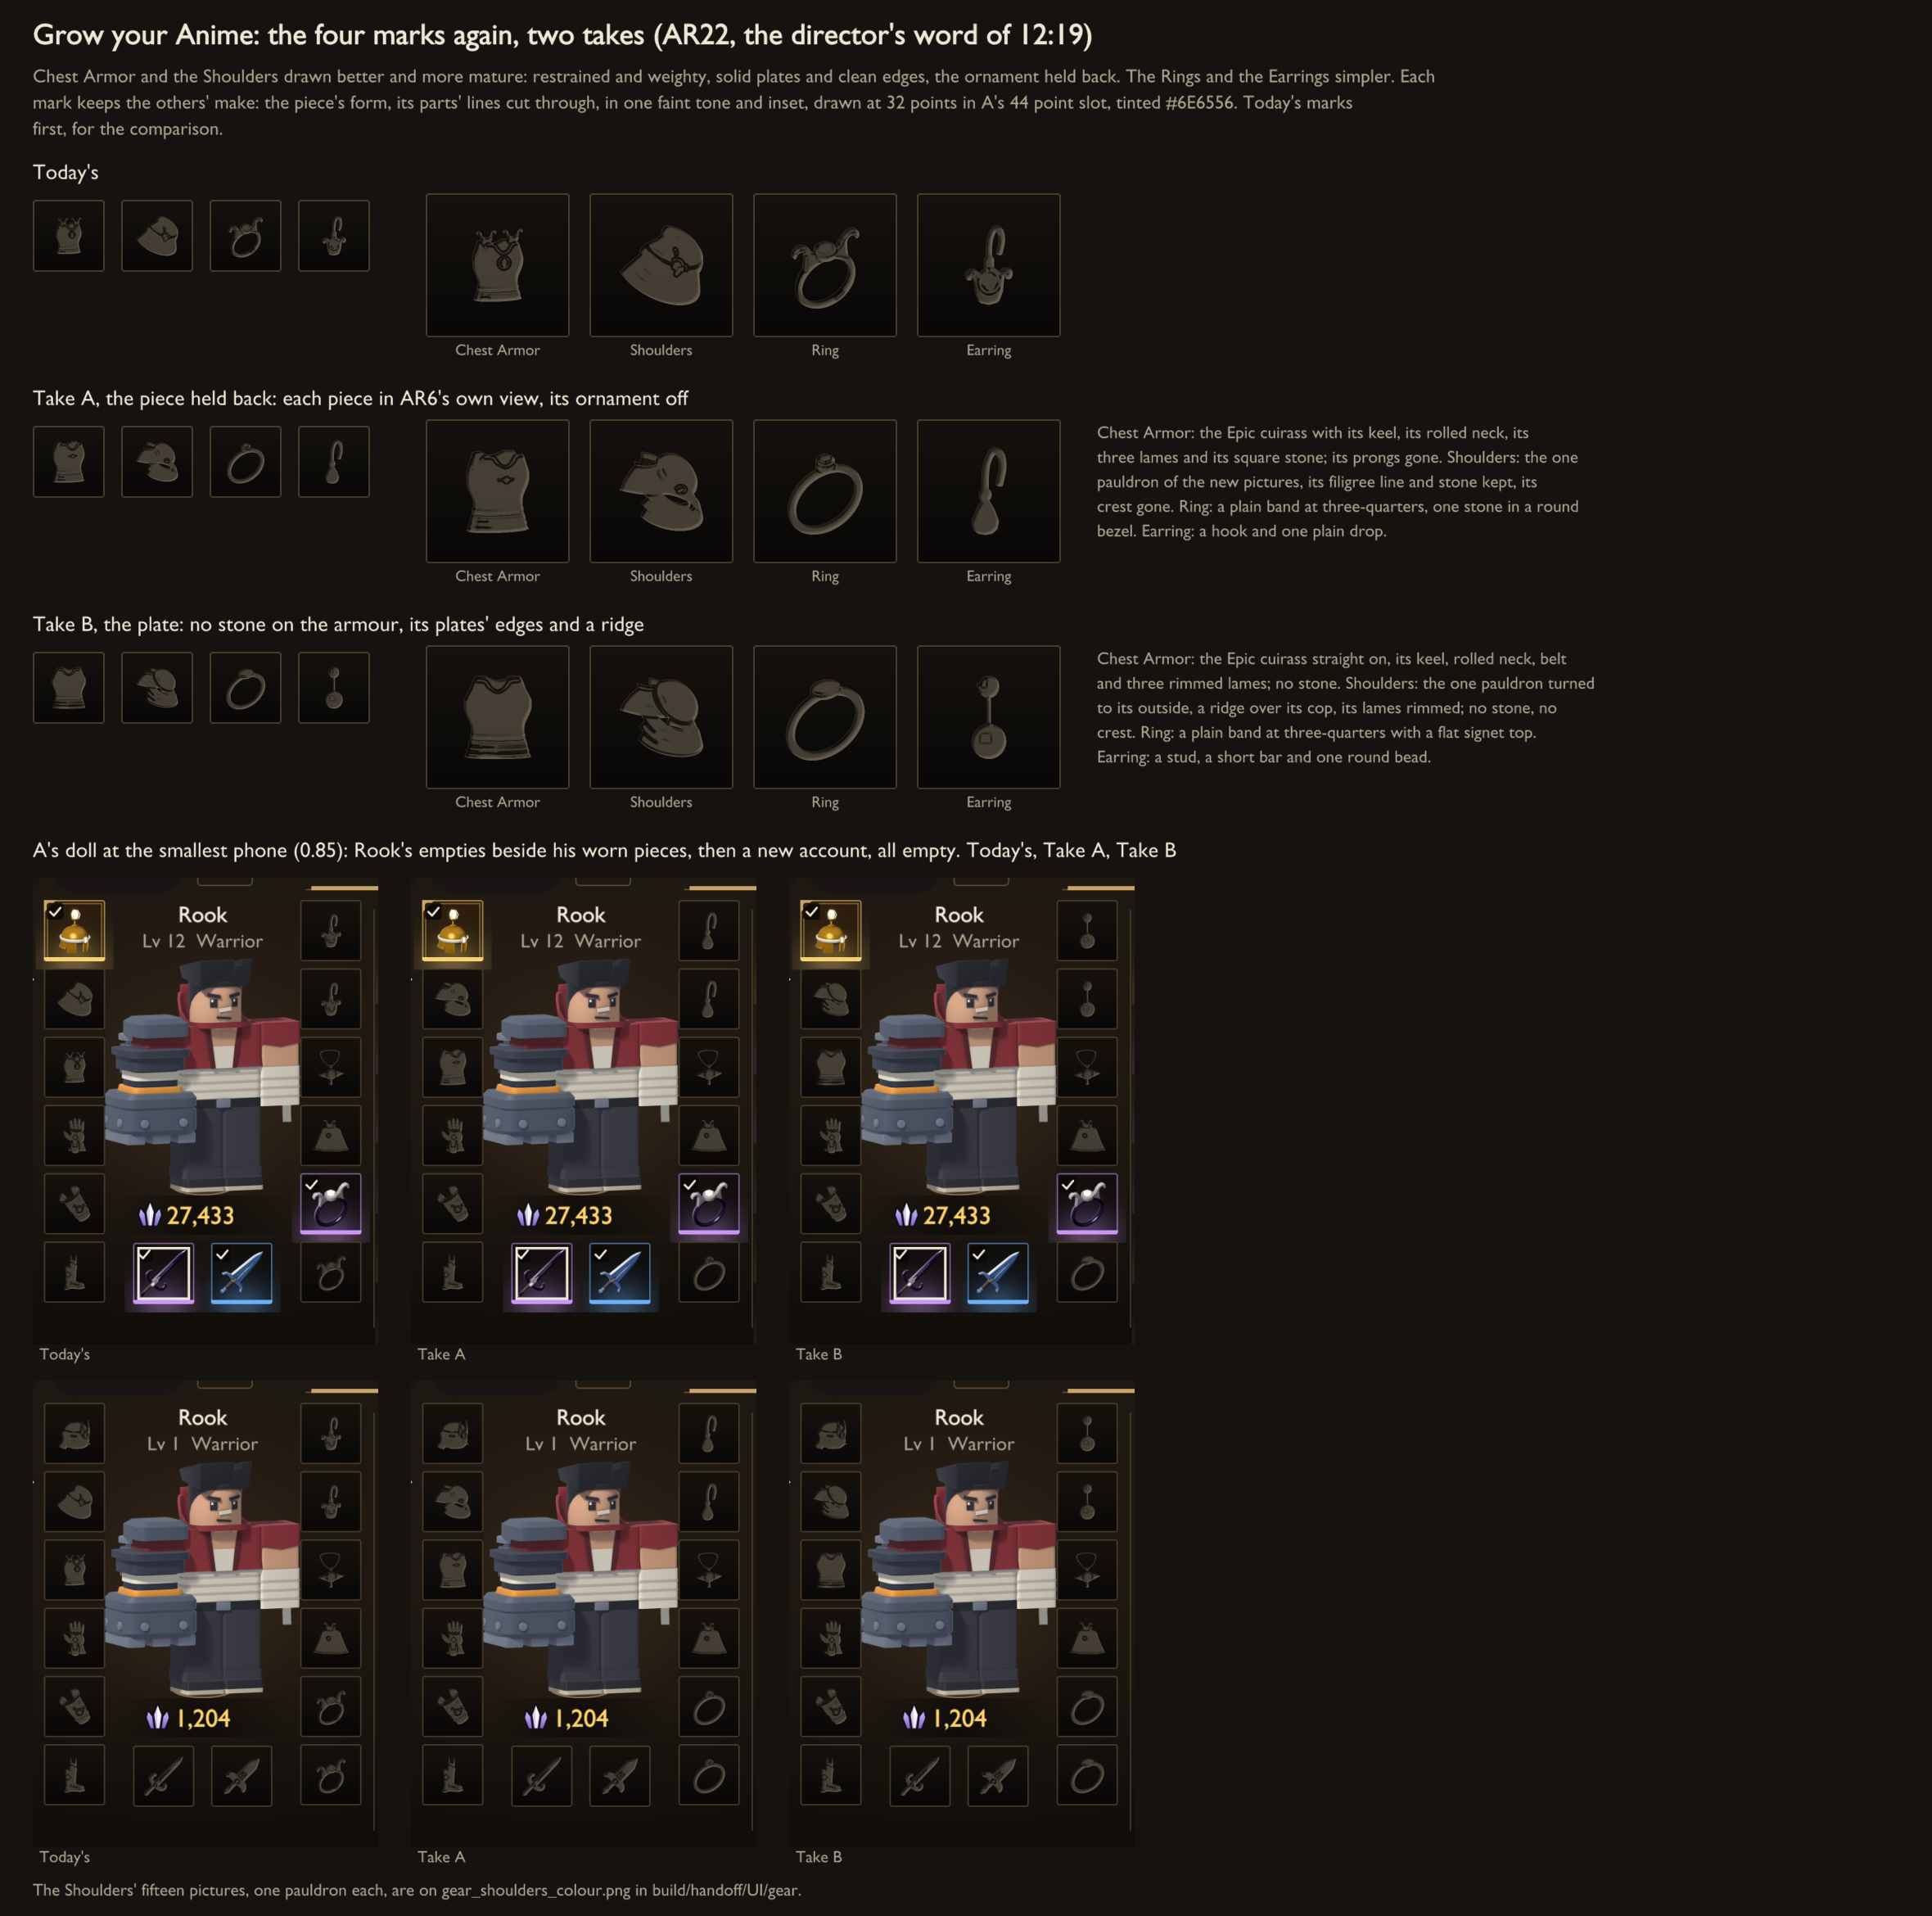 Grow your Anime: the four marks again, two takes (AR22, the director's word of 12:19)
Chest Armor and the Shoulders drawn better and more mature: restrained and weighty, solid plates and clean edges, the ornament held back. The Rings and the Earrings simpler. Each
mark keeps the others' make: the piece's form, its parts' lines cut through, in one faint tone and inset, drawn at 32 points in A's 44 point slot, tinted #6E6556. Today's marks
first, for the comparison.
Today's
Chest Armor
Shoulders
Ring
Earring
Take A, the piece held back: each piece in AR6's own view, its ornament off
Chest Armor: the Epic cuirass with its keel, its rolled neck, its
three lames and its square stone; its prongs gone. Shoulders: the one
pauldron of the new pictures, its filigree line and stone kept, its
crest gone. Ring: a plain band at three-quarters, one stone in a round
bezel. Earring: a hook and one plain drop.
Chest Armor
Shoulders
Ring
Earring
Take B, the plate: no stone on the armour, its plates' edges and a ridge
Chest Armor: the Epic cuirass straight on, its keel, rolled neck, belt
and three rimmed lames; no stone. Shoulders: the one pauldron turned
to its outside, a ridge over its cop, its lames rimmed; no stone, no
crest. Ring: a plain band at three-quarters with a flat signet top.
Earring: a stud, a short bar and one round bead.
Chest Armor
Shoulders
Ring
Earring
A's doll at the smallest phone (0.85): Rook's empties beside his worn pieces, then a new account, all empty. Today's, Take A, Take B
Rook
Lv 12 Warrior
27,433
Rook
Lv 12 Warrior
27,433
Rook
Lv 12 Warrior
27,433
Today's
Take A
Take B
Rook
Lv 1 Warrior
1,204
Rook
Lv 1 Warrior
1,204
Rook
Lv 1 Warrior
1,204
Today's
Take A
Take B
The Shoulders' fifteen pictures, one pauldron each, are on gear_shoulders_colour.png in build/handoff/UI/gear.